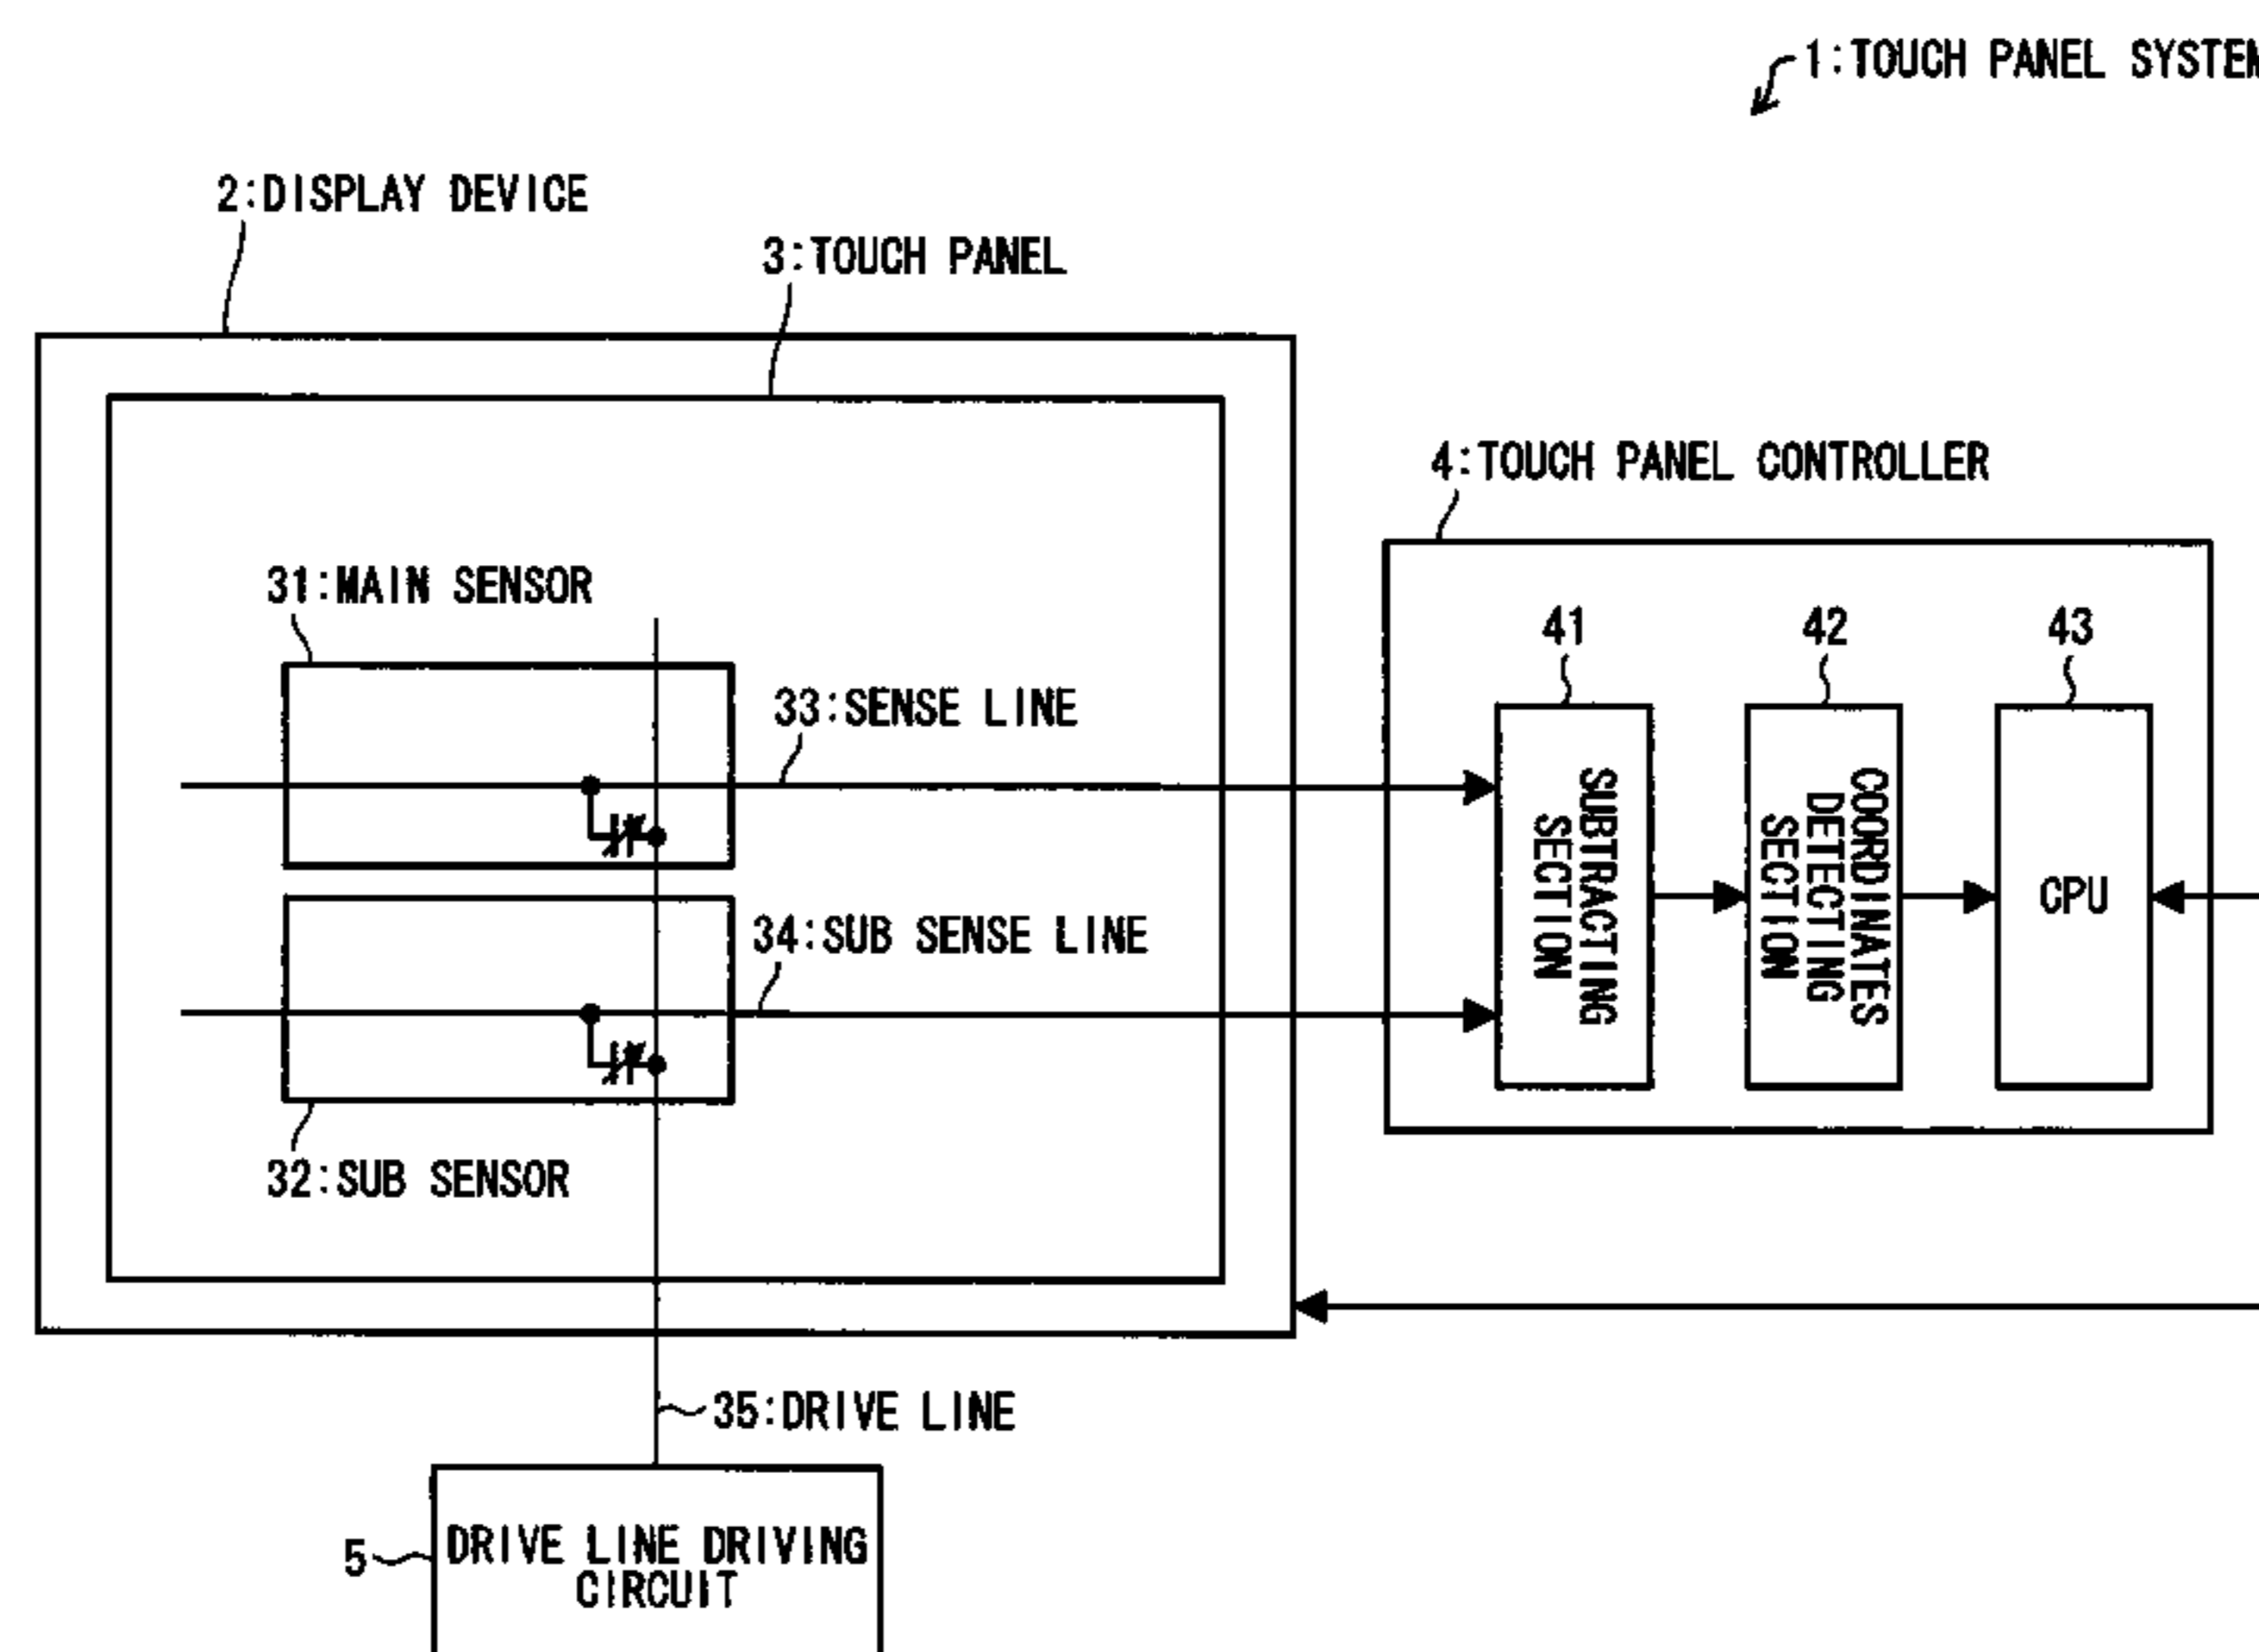 1:TOUCH PANEL SYSTEM
2:DISPLAY DEVICE
3:TOUCH PANEL
4:TOUCH PANEL CONTROLLER
31:MAIN SENSOR
41
42
43
33:SENSE LINE
SUBTRACTING
SECTION
COORDINATES
DETECTING
SECTION
CPU
34:SUB SENSE LINE
32:SUB SENSOR
35:DRIVE LINE
5
DRIVE LINE DRIVING
CIRCUIT